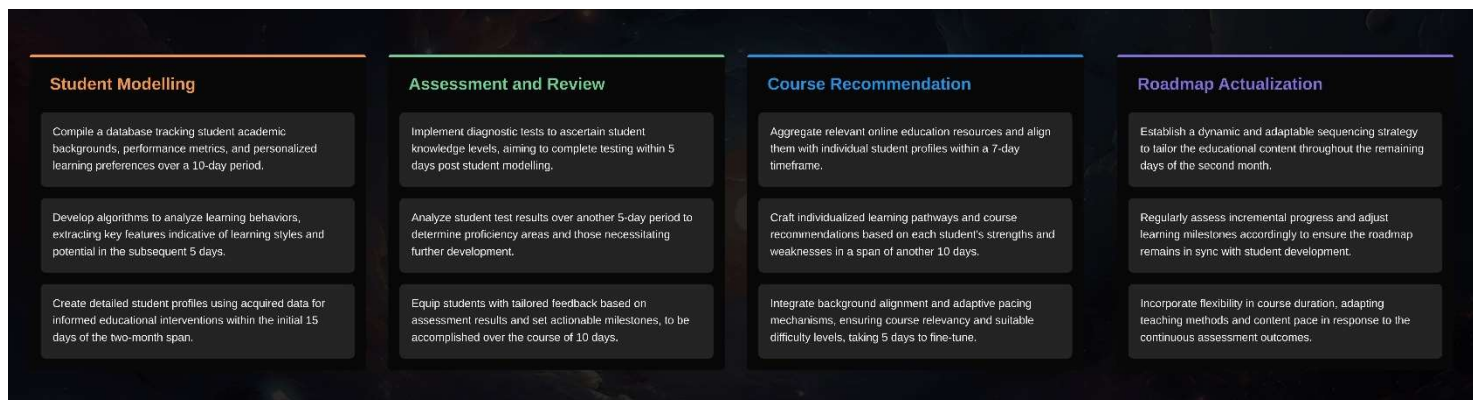 Student Modelling
Compile a database tracking student academic
backgrounds, performance metrics, and personalized
learning preferences over a 10-day period.
Develop algorithms to analyze learning behaviors,
extracting key features indicative of learning styles and
potential in the subsequent 5 days.
Create detailed student profiles using acquired data for
informed educational interventions within the initial 15
days of the two-month span.
Assessment and Review
Implement diagnostic tests to ascertain student
knowledge levels, aiming to complete testing within 5
days post student modelling.
Analyze student test results over another 5-day period to
determine proficiency areas and those necessitating
further development.
Equip students with tailored feedback based on
assessment results and set actionable milestones, to be
accomplished over the course of 10 days.
Course Recommendation
Aggregate relevant online education resources and align
them with individual student profiles within a 7-day
timeframe.
Craft individualized learning pathways and course
recommendations based on each student's strengths and
weaknesses in a span of another 10 days.
Integrate background alignment and adaptive pacing
mechanisms, ensuring course relevancy and suitable
difficulty levels, taking 5 days to fine-tune.
Roadmap Actualization
Establish a dynamic and adaptable sequencing strategy
to tailor the educational content throughout the remaining
days of the second month.
Regularly assess incremental progress and adjust
learning milestones accordingly to ensure the roadmap
remains in sync with student development.
Incorporate flexibility in course duration, adapting
teaching methods and content pace in response to the
continuous assessment outcomes.